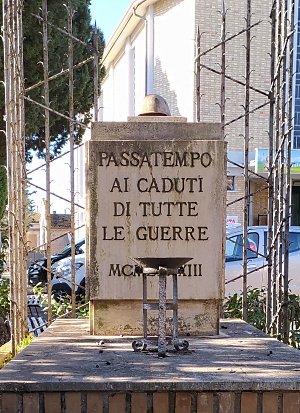 PASSATEMPO
AI CADUTI
DI TUTTE
LE GUERRE